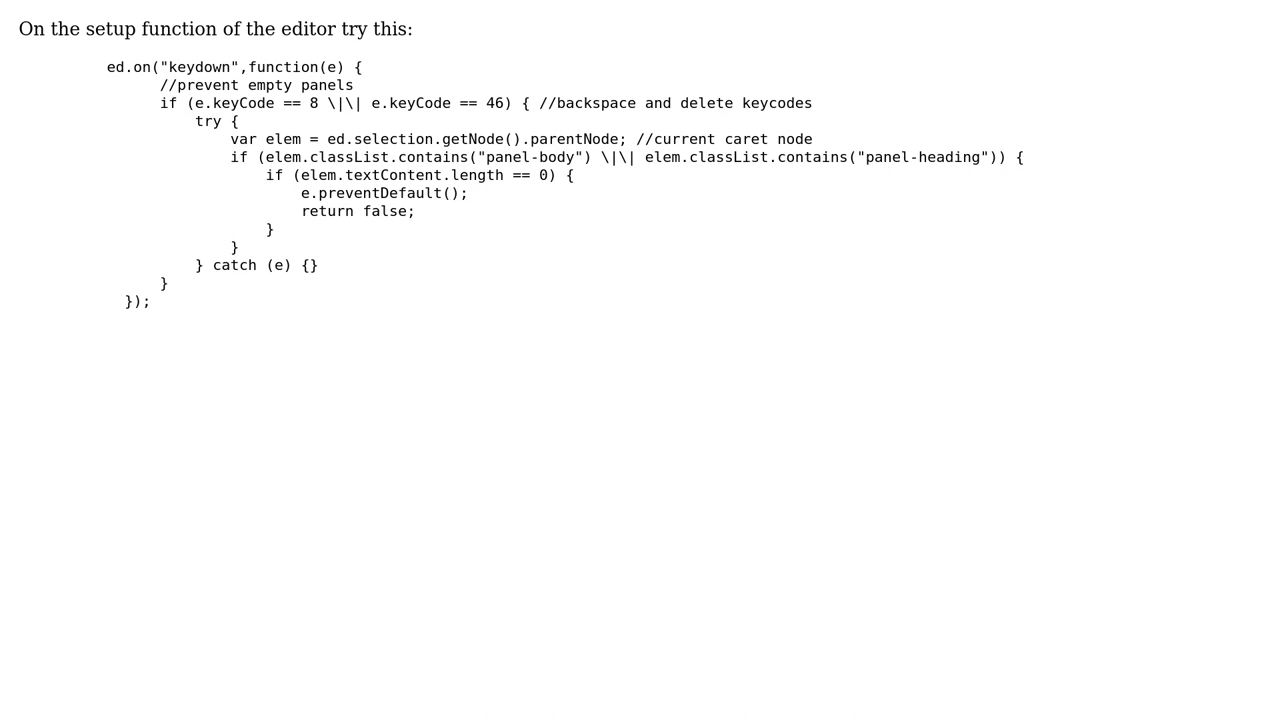 On the setup function of the editor try this:
ed.on("keydown",function(e) {
//prevent empty panels
if (e.keyCode == 8 \|\| e.keyCode == 46) { //backspace and delete keycodes
try {
var elem = ed.selection.getNode().parentNode; //current caret node
if (elem.classList.contains("panel-body") \|\| elem.classList.contains("panel-heading")) {
if (elem.textContent.length == 0) {
e.preventDefault();
return false;
}
}
} catch (e) {}
}
});